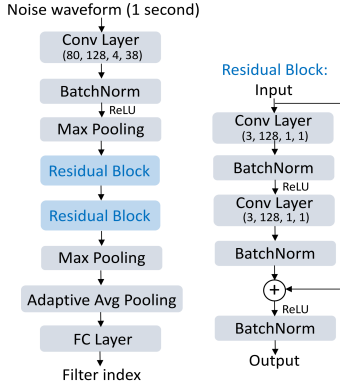 Noise waveform (1 second)
Conv Layer
(80, 128, 4, 38)
BatchNorm
ReLU
Max Pooling
Residual Block
Residual Block
Max Pooling
Adaptive Avg Pooling
FC Layer
Filter index
Residual Block:
Input
Conv Layer
(3, 128, 1, 1)
BatchNorm
ReLU
Conv Layer
(3, 128, 1, 1)
BatchNorm
+
ReLU
BatchNorm
Output